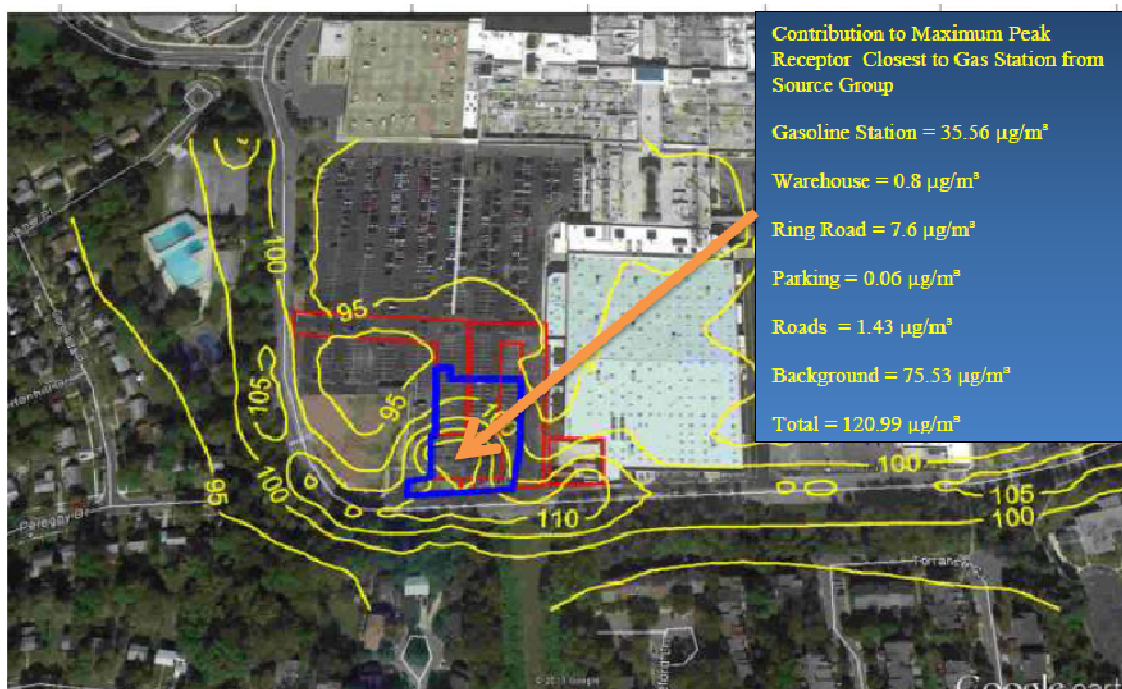 Contribution to Maximum Peak
Receptor Closest to Gas Station from
Source Group
Gasoline Station = 35.56 µg/m³
Warehouse = 0.8 µg/m³
Ring Road = 7.6 µg/m³
Parking = 0.06 µg/m³
Roads = 1.43 µg/m³
Background = 75.53 µg/m³
Total = 120.99 µg/m³
100
95
105
95
100
95
100
105
110
100